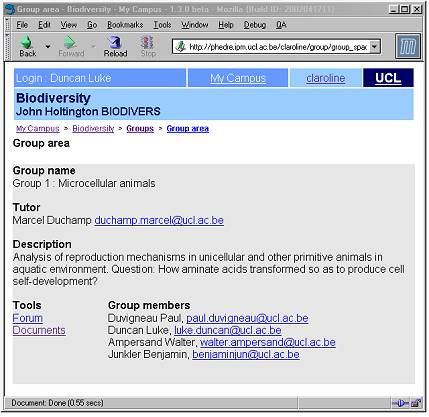 Group area - Biodiversity - My Campus - 1.3.0 beta - Mozilla {Build ID: 2002041711}
File Edit View Go Bookmarks Tools Window Help Debug QA
Back Forward Reload Stop http://phedre.ipm.ucl.ac.be/claroline/group/group_spac
Login : Duncan Luke My Campus claroline UCL
Biodiversity
John Holtington BIODIVERS
My Campus > Biodiversity > Groups > Group area
Group area
Group name
Group 1 : Microcellular animals
Tutor
Marcel Duchamp duchamp.marcel@ucl.ac.be
Description
Analysis of reproduction mechanisms in unicellular and other primitive animals in
aquatic environment. Question: How aminate acids transformed so as to produce cell
self-development?
Tools Group members
Forum Duvigneau Paul, paul.duvigneau@ucl.ac.be
Documents Duncan Luke, luke.duncan@ucl.ac.be
Ampersand Walter, walter.ampersand@ucl.ac.be
Junkler Benjamin, benjaminjun@ucl.ac.be
Document: Done (0.55 secs)